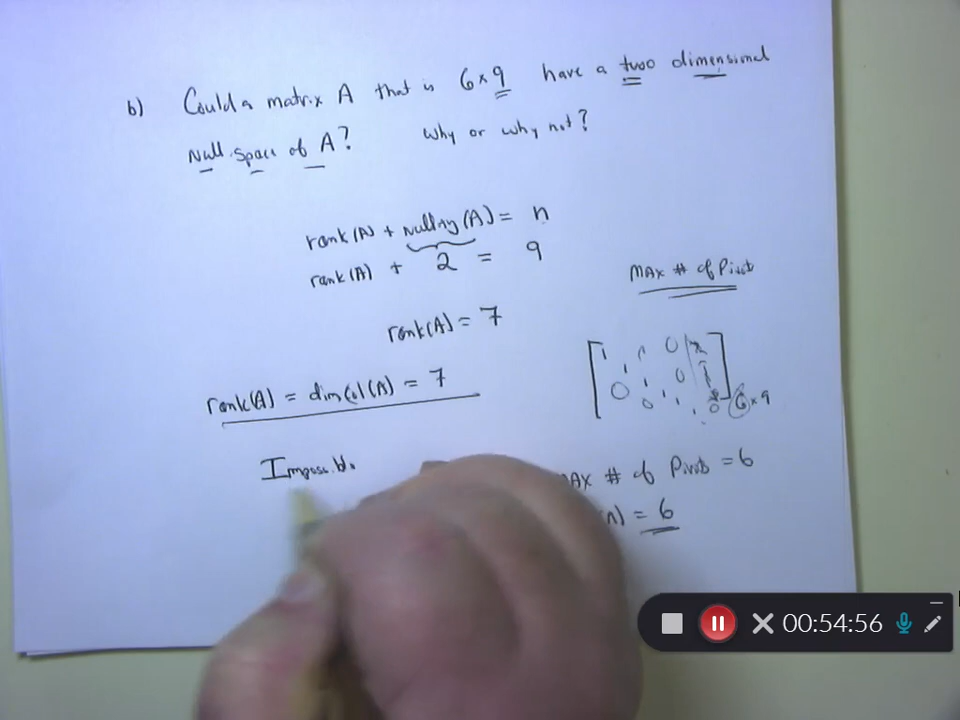 b) Could a matrix A that is 6×9 have a two dimensional
Null space of A? Why or why not?
rank(A) + nullity(A) = n
rank(A) + 2 = 9
rank(A) = 7
rank(A) = dim Col(A) = 7
Impossible
MAX # of Pivot
6×9
MAX # of Pivot = 6
= 6
00:54:56